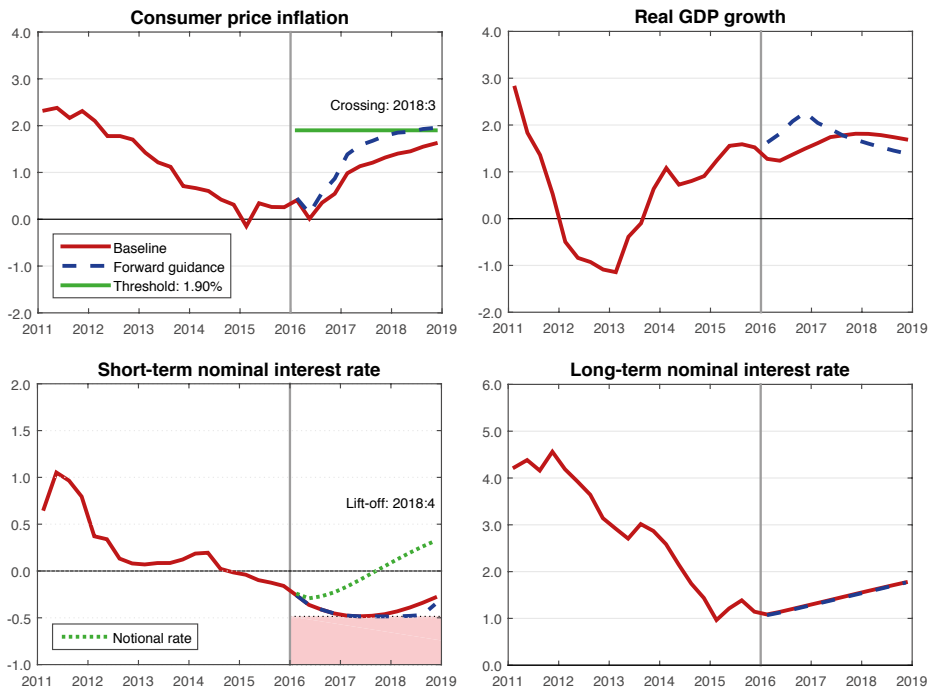 Consumer price inflation
4.0
3.0
2.0
1.0
0.0
-1.0
-2.0
Crossing: 2018:3
Baseline
Forward guidance
Threshold: 1.90%
2011 2012 2013 2014 2015 2016 2017 2018 2019
Real GDP growth
4.0
3.0
2.0
1.0
0.0
-1.0
-2.0
2011 2012 2013 2014 2015 2016 2017 2018 2019
Short-term nominal interest rate
2.0
1.0
0.5
0.0
-0.5
-1.0
Lift-off: 2018:4
Notional rate
2011 2012 2013 2014 2015 2016 2017 2018 2019
Long-term nominal interest rate
6.0
5.0
4.0
3.0
2.0
1.0
0.0
2011 2012 2013 2014 2015 2016 2017 2018 2019